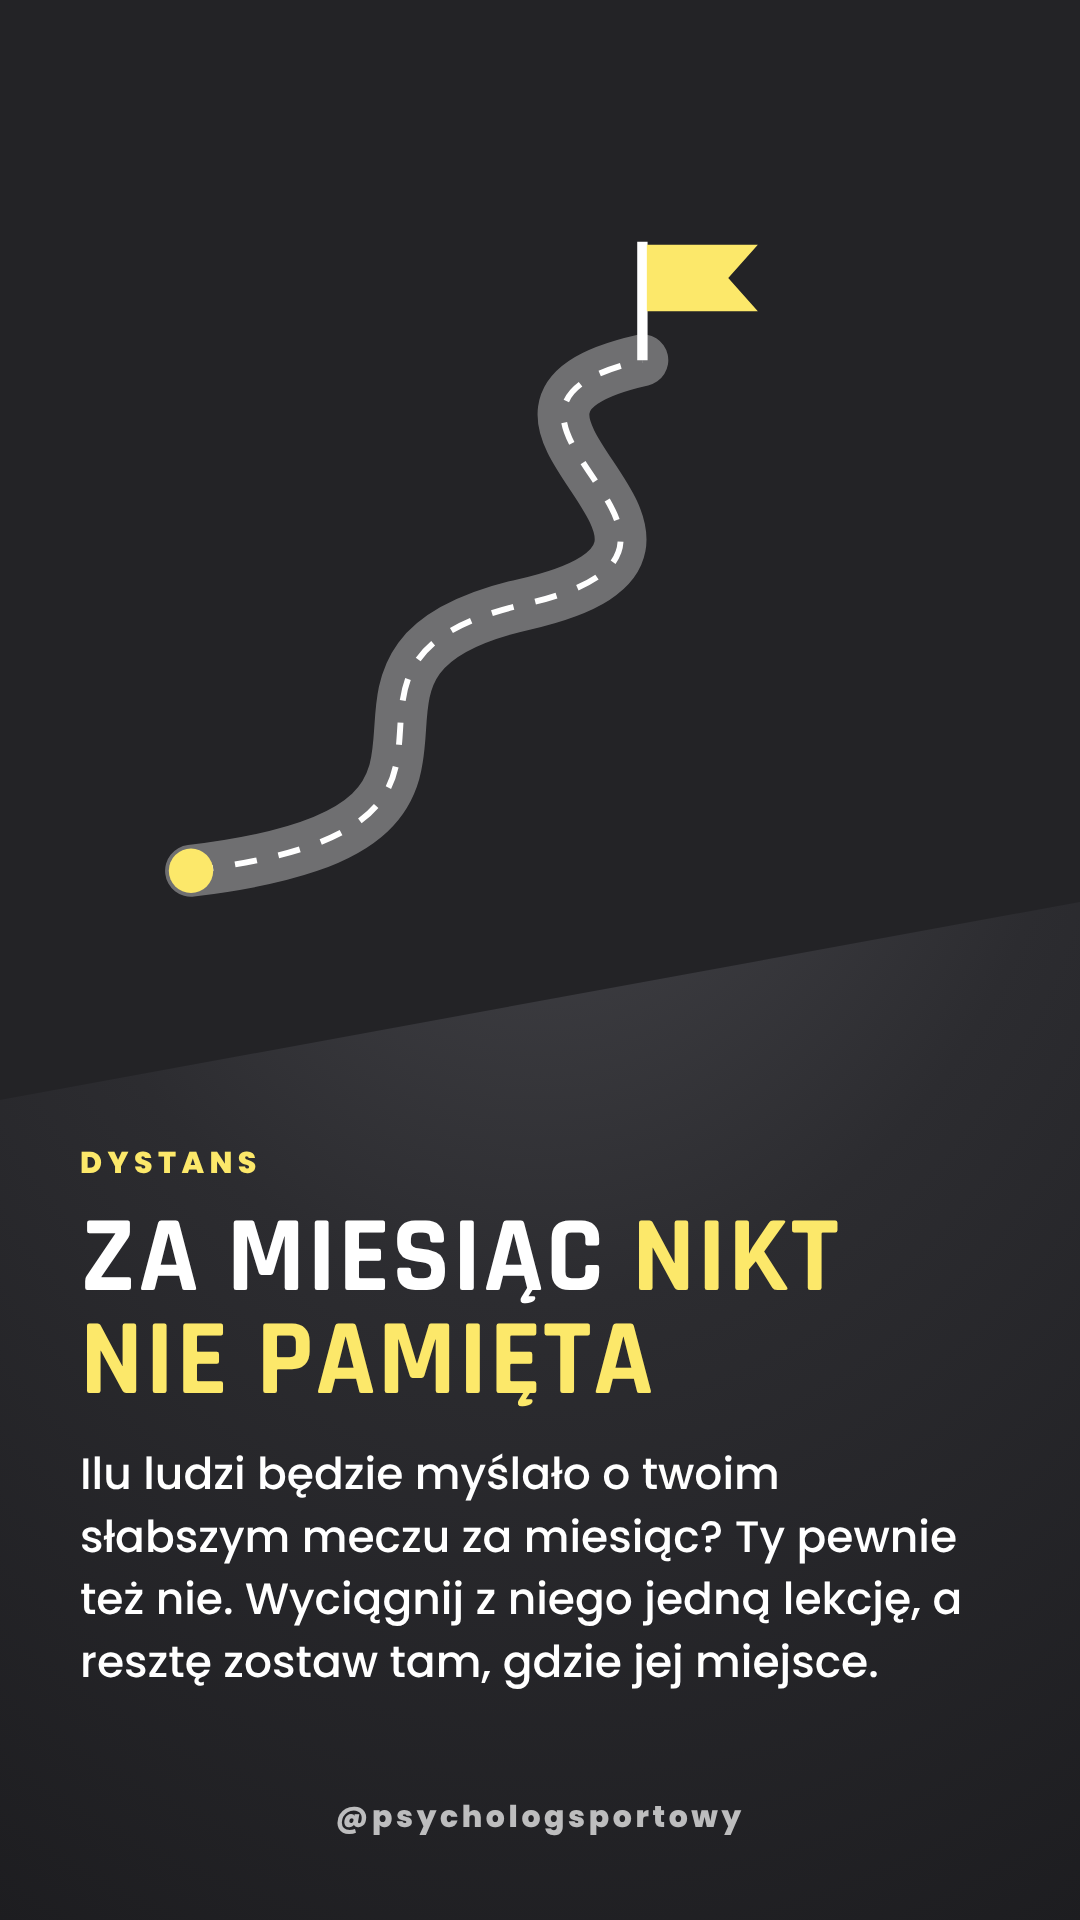 DYSTANS
ZA MIESIĄC NIKT
NIE PAMIĘTA
Ilu ludzi będzie myślało o twoim
słabszym meczu za miesiąc? Ty pewnie
też nie. Wyciągnij z niego jedną lekcję, a
resztę zostaw tam, gdzie jej miejsce.
@psychologsportowy